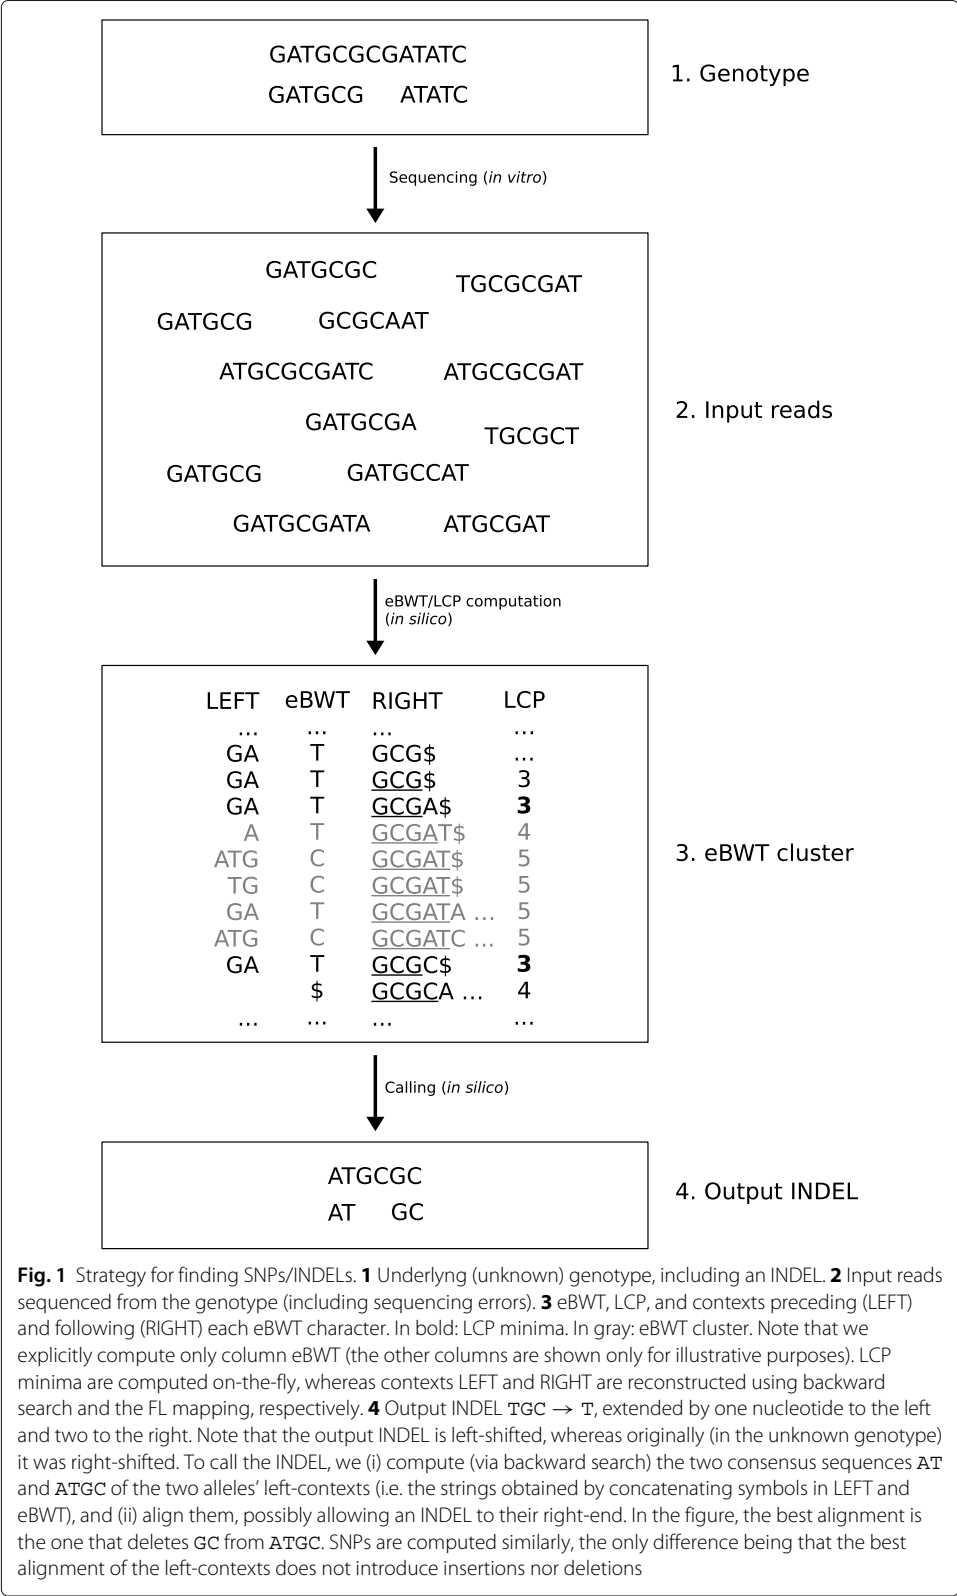 GATGCGCGATATC
GATGCG ATATC
1. Genotype
Sequencing (in vitro)
GATGCGC
TGCGCGAT
GATGCG GCGCAAT
ATGCGCGATC ATGCGCGAT
2. Input reads
GATGCGA
TGCGCT
GATGCG GATGCCAT
GATGCGATA ATGCGAT
eBWT/LCP computation
(in silico)
LEFT eBWT RIGHT LCP
... ... ... ...
GA T GCG$ ...
GA T GCG$ 3
GA T GCGA$ 3
A T GCGAT$ 4
ATG C GCGAT$ 5
3. eBWT cluster
TG C GCGAT$ 5
GA T GCGATA ... 5
ATG C GCGATC ... 5
GA T GCGC$ 3
$ GCGCA ... 4
... ... ... ...
Calling (in silico)
ATGCGC
AT GC
4. Output INDEL
Fig. 1 Strategy for finding SNPs/INDELs. 1 Underlyng (unknown) genotype, including an INDEL. 2 Input reads
sequenced from the genotype (including sequencing errors). 3 eBWT, LCP, and contexts preceding (LEFT)
and following (RIGHT) each eBWT character. In bold: LCP minima. In gray: eBWT cluster. Note that we
explicitly compute only column eBWT (the other columns are shown only for illustrative purposes). LCP
minima are computed on-the-fly, whereas contexts LEFT and RIGHT are reconstructed using backward
search and the FL mapping, respectively. 4 Output INDEL TGC → T, extended by one nucleotide to the left
and two to the right. Note that the output INDEL is left-shifted, whereas originally (in the unknown genotype)
it was right-shifted. To call the INDEL, we (i) compute (via backward search) the two consensus sequences AT
and ATGC of the two alleles’ left-contexts (i.e. the strings obtained by concatenating symbols in LEFT and
eBWT), and (ii) align them, possibly allowing an INDEL to their right-end. In the figure, the best alignment is
the one that deletes GC from ATGC. SNPs are computed similarly, the only difference being that the best
alignment of the left-contexts does not introduce insertions nor deletions